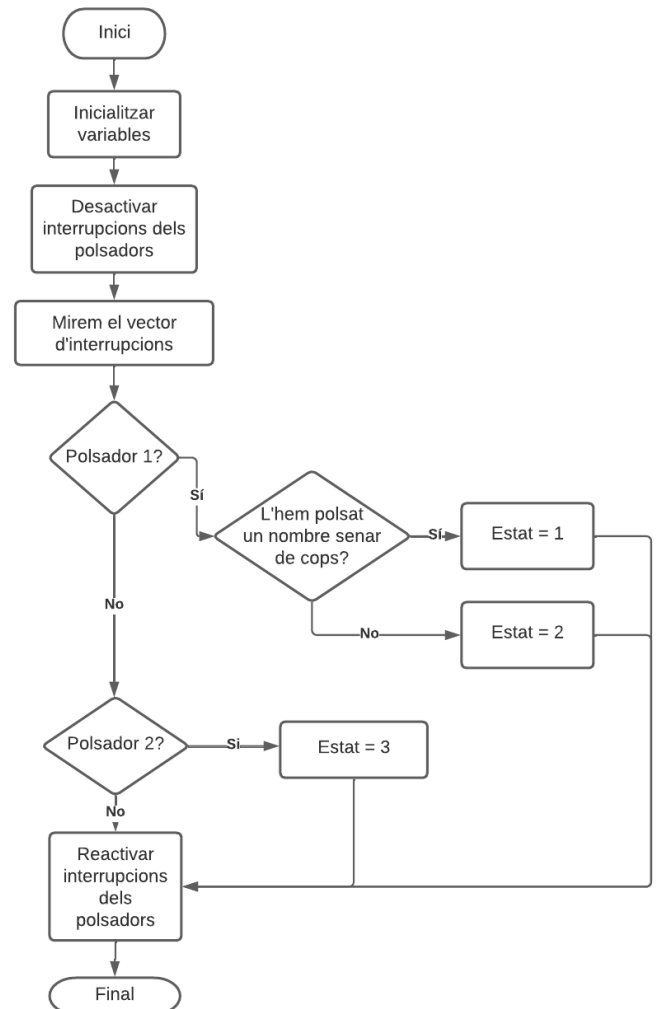 Inici
Inicialitzar
variables
Desactivar
interrupcions dels
polsadors
Mirem el vector
d'interrupcions
Polsador 1?
Sí
L'hem polsat
un nombre senar
de cops?
Sí
Estat = 1
No
Estat = 2
No
Polsador 2?
Si
Estat = 3
No
Reactivar
interrupcions
dels
polsadors
Final